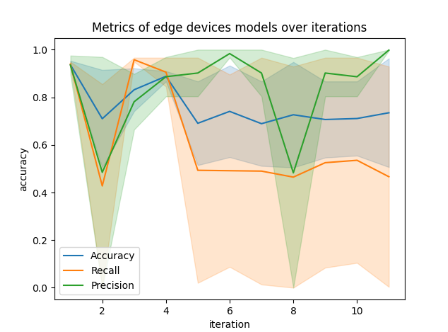 Metrics of edge devices models over iterations
1.0
0.8
0.6
0.4
0.2
0.0
accuracy
Accuracy
Recall
Precision
2 4 6 8 10
iteration